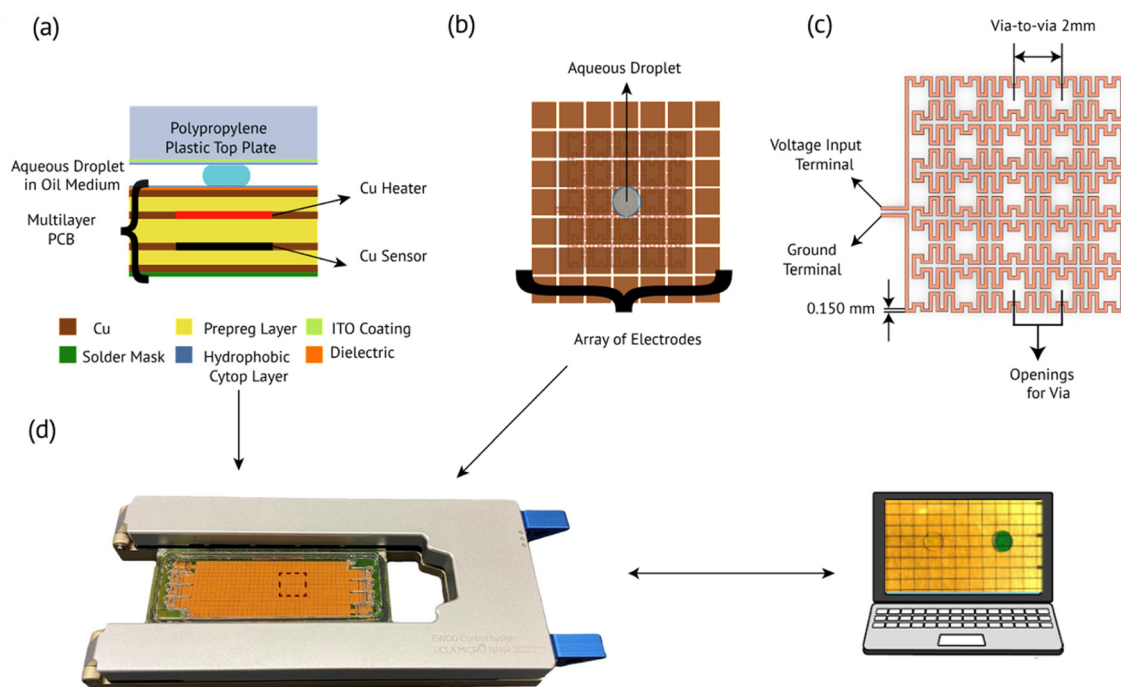 (a)
Polypropylene
Plastic Top Plate
Aqueous Droplet
in Oil Medium
Multilayer
PCB
Cu Heater
Cu Sensor
Cu
Prepreg Layer
ITO Coating
Solder Mask
Hydrophobic
Cytop Layer
Dielectric
(b)
Aqueous Droplet
Array of Electrodes
(c)
Via-to-via 2mm
Voltage Input
Terminal
Ground
Terminal
0.150 mm
Openings
for Via
(d)
EWOD Control System
UCLA MICRO NANO